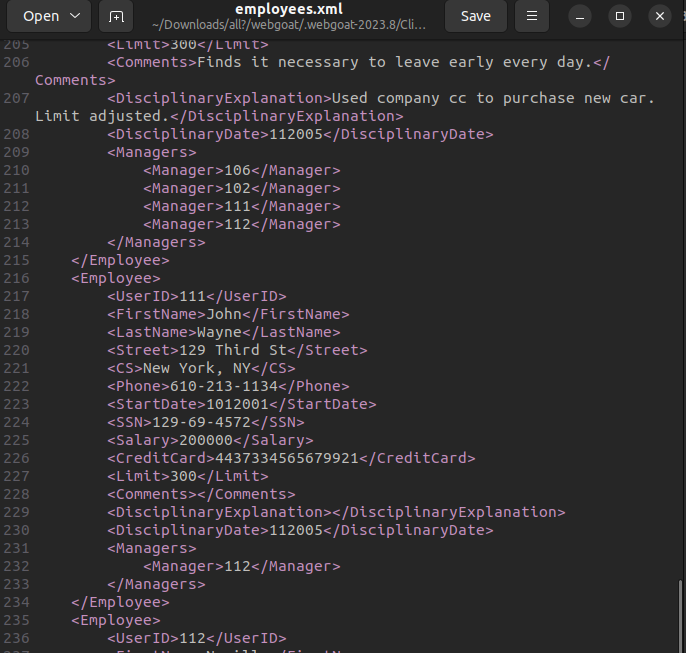 Open
employees.xml
~/Downloads/all?/webgoat/.webgoat-2023.8/Cli...
Save
205 <Limit>300</Limit>
206 <Comments>Finds it necessary to leave early every day.</
Comments>
207 <DisciplinaryExplanation>Used company cc to purchase new car.
Limit adjusted.</DisciplinaryExplanation>
208 <DisciplinaryDate>112005</DisciplinaryDate>
209 <Managers>
210 <Manager>106</Manager>
211 <Manager>102</Manager>
212 <Manager>111</Manager>
213 <Manager>112</Manager>
214 </Managers>
215 </Employee>
216 <Employee>
217 <UserID>111</UserID>
218 <FirstName>John</FirstName>
219 <LastName>Wayne</LastName>
220 <Street>129 Third St</Street>
221 <CS>New York, NY</CS>
222 <Phone>610-213-1134</Phone>
223 <StartDate>1012001</StartDate>
224 <SSN>129-69-4572</SSN>
225 <Salary>200000</Salary>
226 <CreditCard>4437334565679921</CreditCard>
227 <Limit>300</Limit>
228 <Comments></Comments>
229 <DisciplinaryExplanation></DisciplinaryExplanation>
230 <DisciplinaryDate>112005</DisciplinaryDate>
231 <Managers>
232 <Manager>112</Manager>
233 </Managers>
234 </Employee>
235 <Employee>
236 <UserID>112</UserID>